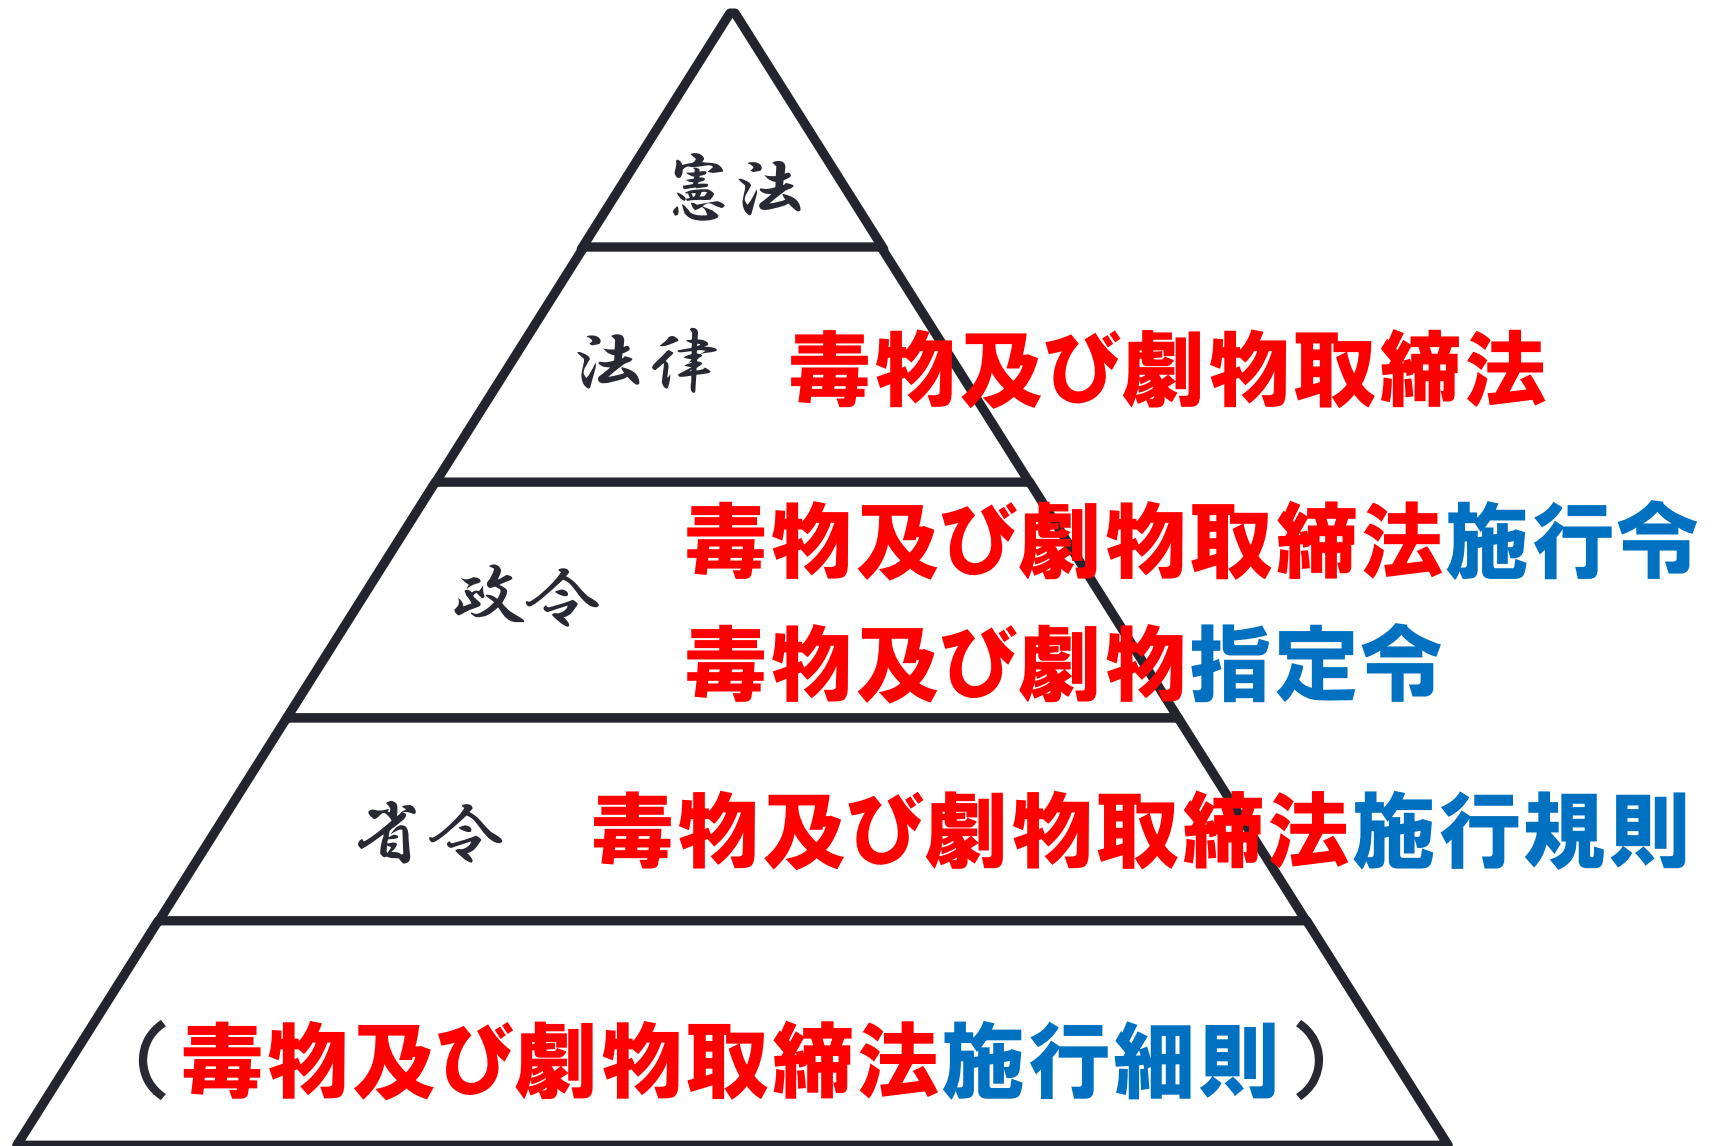 憲法
法律 毒物及び劇物取締法
毒物及び劇物取締法施行令
政令
毒物及び劇物指定令
省令 毒物及び劇物取締法施行規則
（毒物及び劇物取締法施行細則）